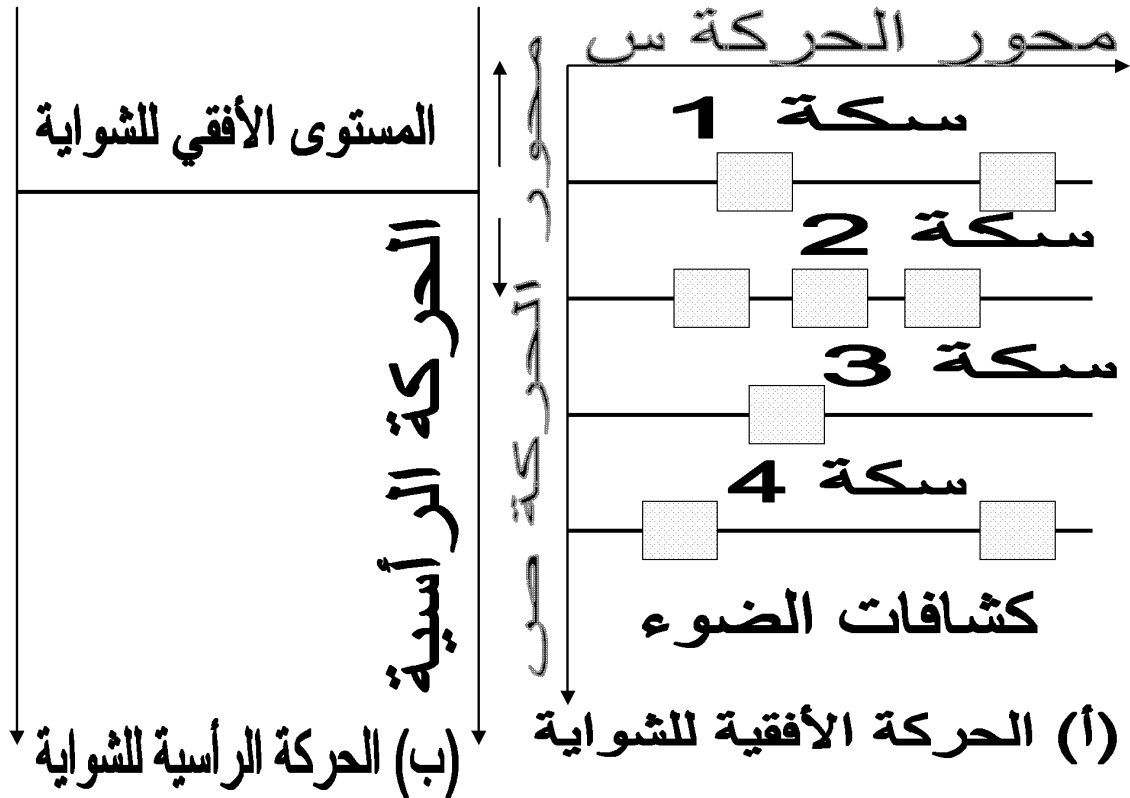 محور الحركة س
سكة 1
سكة 2
سكة 3
سكة 4
كشافات الضوء
محور الحركة ص
(أ) الحركة الأفقية للشواية
المستوى الأفقي للشواية
الحركة الرأسية
(ب) الحركة الرأسية للشواية